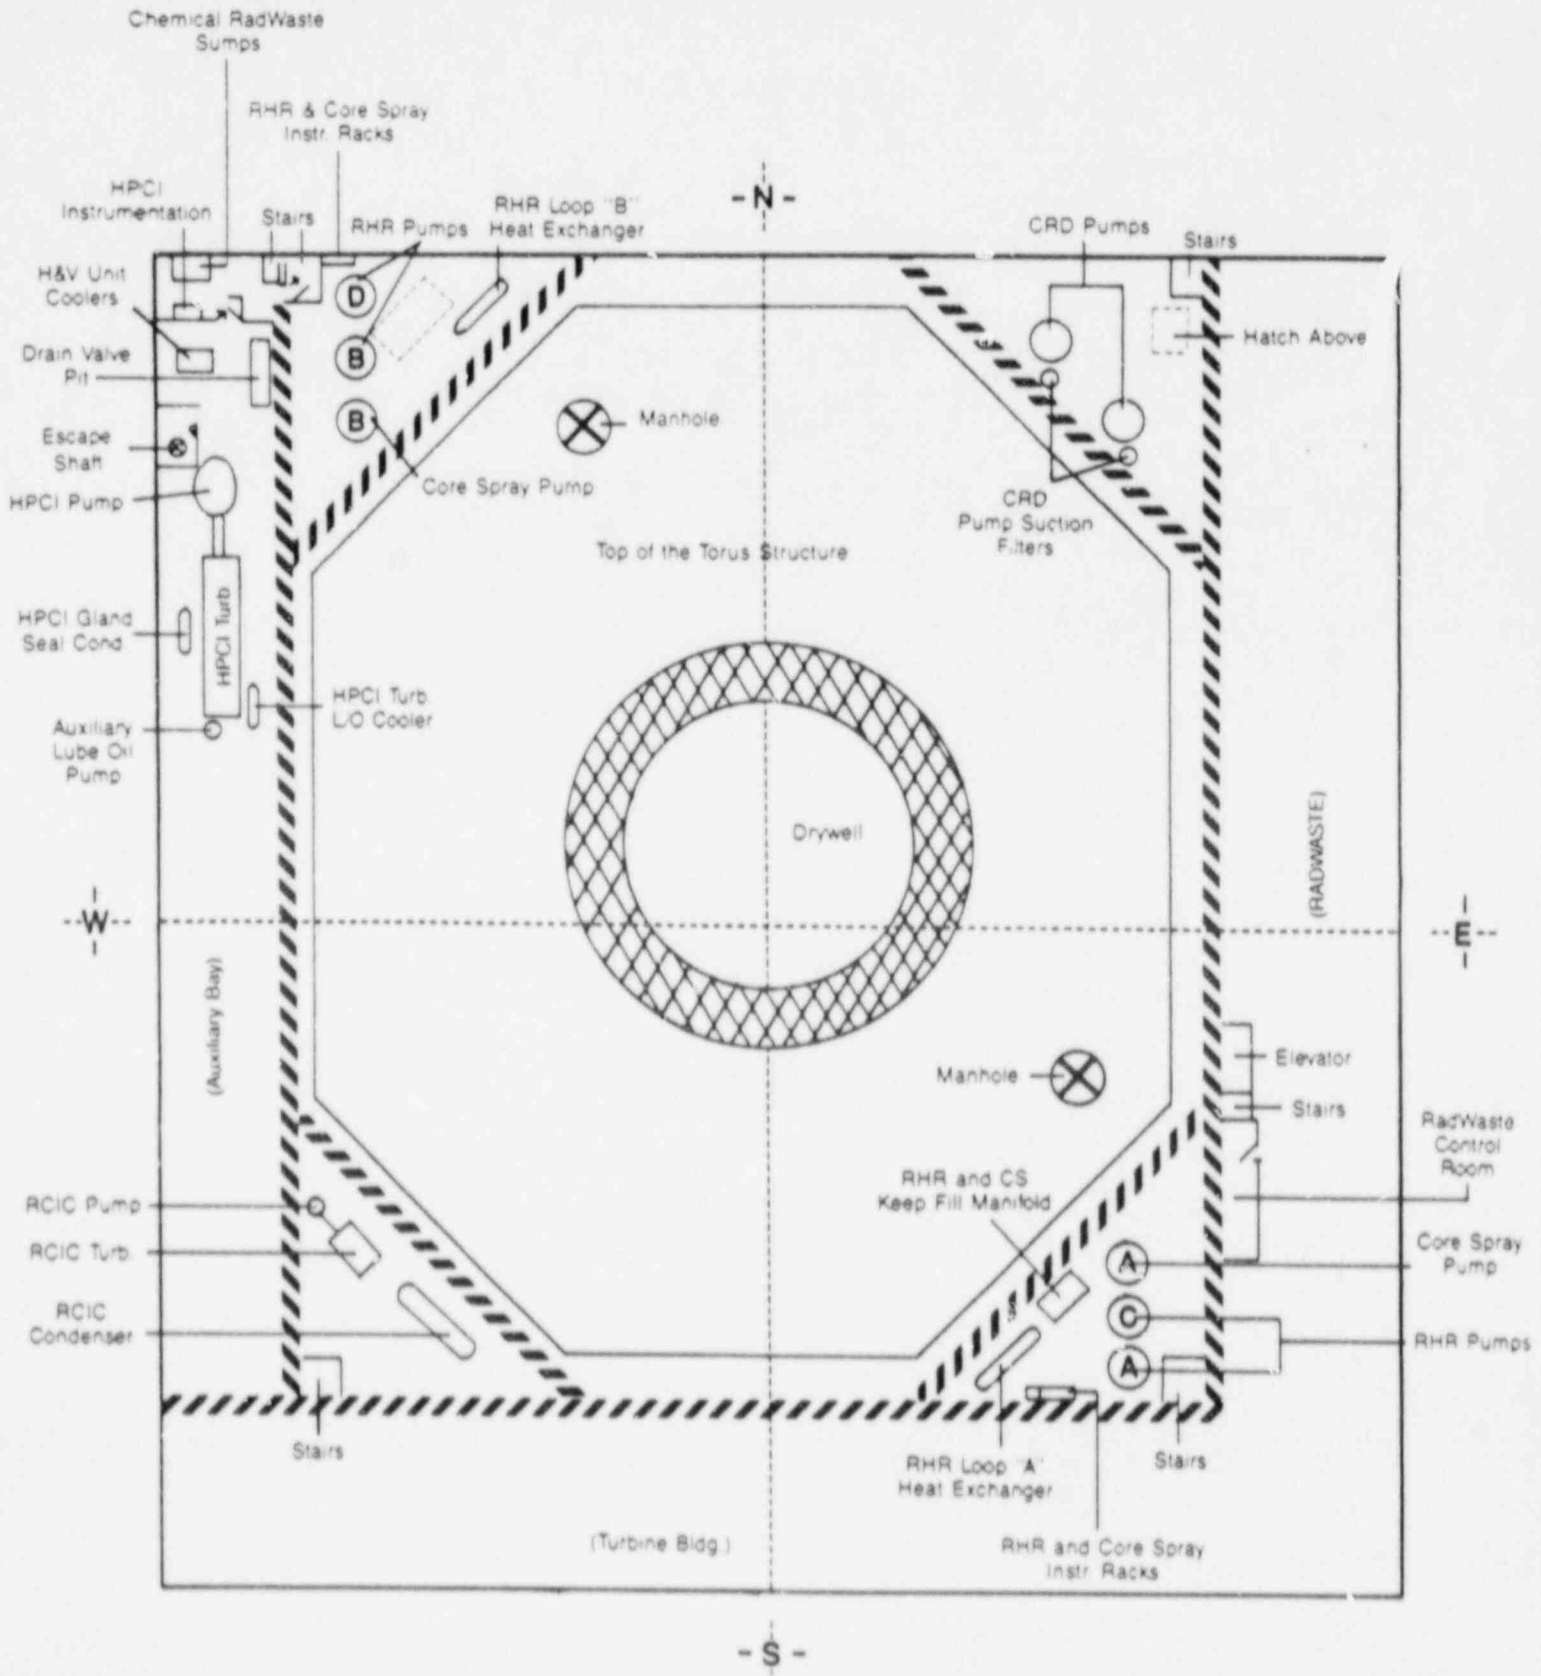 Chemical RadWaste
Sumps
RHR & Core Spray
Instr. Racks
HPCI
Instrumentation
Stairs
RHR Pumps
RHR Loop "B"
Heat Exchanger
- N -
CRD Pumps
Stairs
H&V Unit
Coolers
D
Hatch Above
Drain Valve
Pit
B
B
Manhole
Escape
Shaft
Core Spray Pump
HPCI Pump
CRD
Pump Suction
Filters
Top of the Torus Structure
HPCI Gland
Seal Cond.
HPCI Turb
HPCI Turb
L/O Cooler
Auxiliary
Lube Oil
Pump
Drywell
(RADWASTE)
W
E
(Auxiliary Bay)
Manhole
Elevator
Stairs
RadWaste
Control
Room
RHR and CS
Keep Fill Manifold
RCIC Pump
RCIC Turb.
Core Spray
Pump
A
RCIC
Condenser
C
RHR Pumps
A
Stairs
RHR Loop "A"
Heat Exchanger
Stairs
(Turbine Bldg.)
RHR and Core Spray
Instr. Racks
- S -